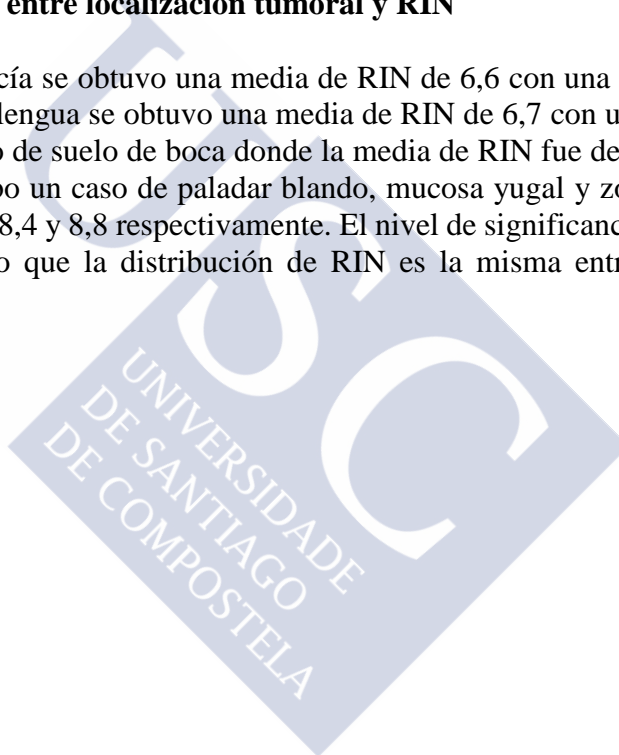 entre localización tumoral y RIN
cía se obtuvo una media de RIN de 6,6 con una
lengua se obtuvo una media de RIN de 6,7 con u
o de suelo de boca donde la media de RIN fue de
bo un caso de paladar blando, mucosa yugal y zo
8,4 y 8,8 respectivamente. El nivel de significanc
o que la distribución de RIN es la misma entr
USC
UNIVERSIDADE
DE SANTIAGO
DE COMPOSTELA